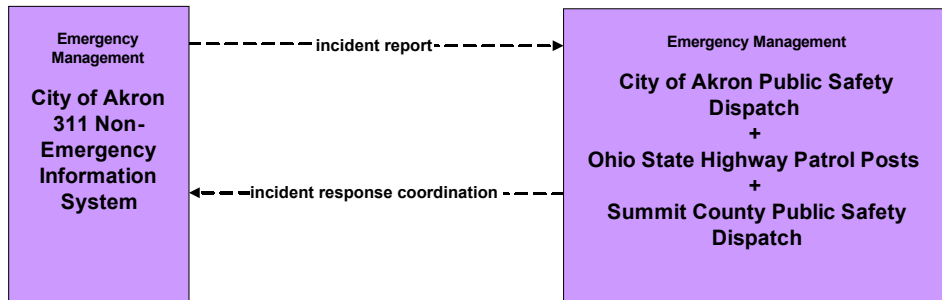 Emergency
Management
City of Akron
311 Non-
Emergency
Information
System
incident report
incident response coordination
Emergency Management
City of Akron Public Safety
Dispatch
+
Ohio State Highway Patrol Posts
+
Summit County Public Safety
Dispatch